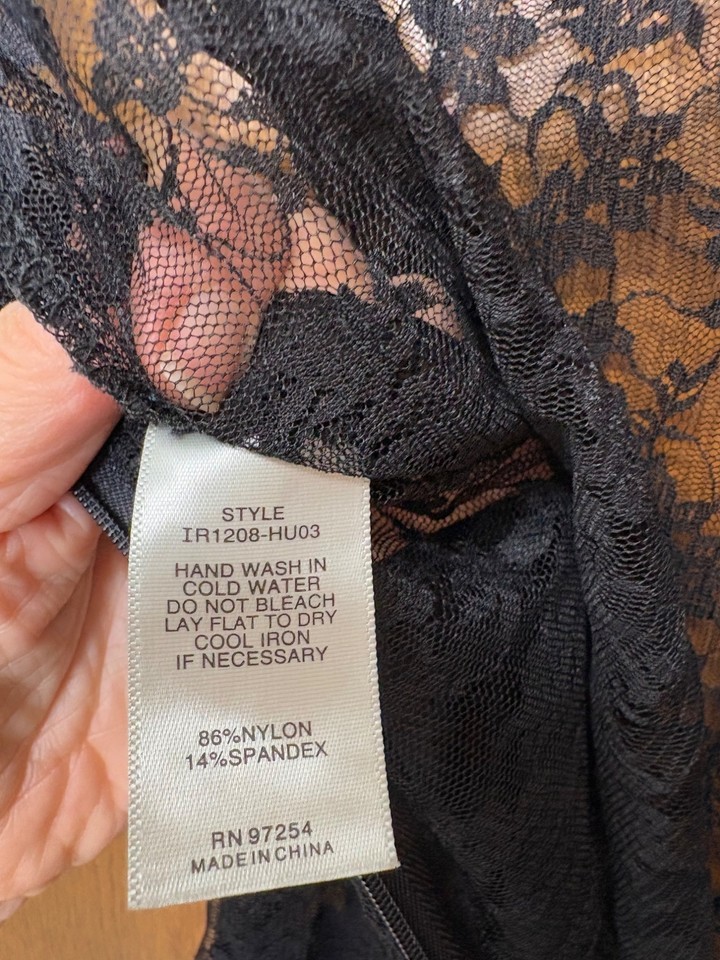 STYLE
IR1208-HU03
HAND WASH IN
COLD WATER
DO NOT BLEACH
LAY FLAT TO DRY
COOL IRON
IF NECESSARY
86%NYLON
14%SPANDEX
RN 97254
MADE IN CHINA